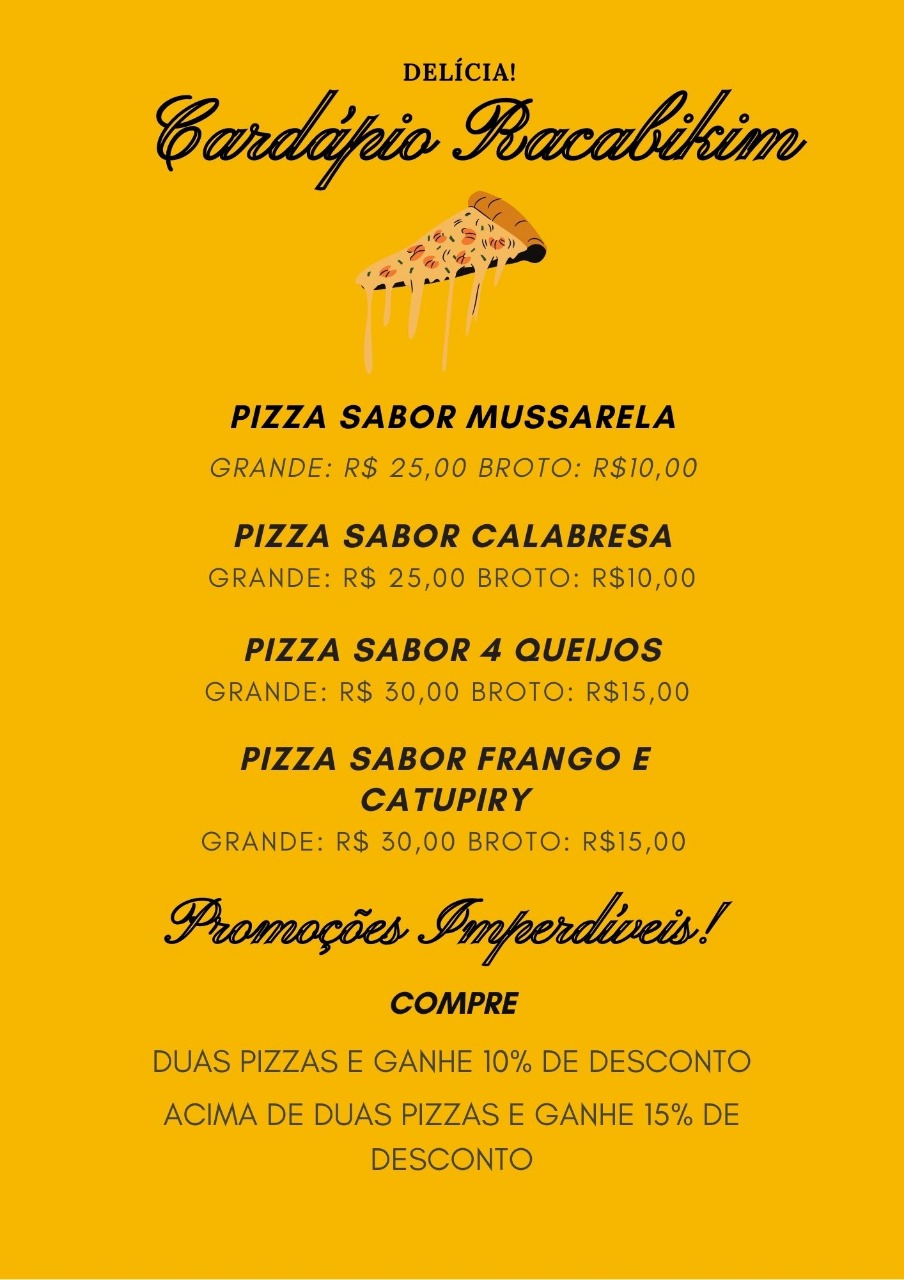 DELÍCIA!
Cardápio Racabikim
PIZZA SABOR MUSSARELA
GRANDE: R$ 25,00 BROTO: R$10,00
PIZZA SABOR CALABRESA
GRANDE: R$ 25,00 BROTO: R$10,00
PIZZA SABOR 4 QUEIJOS
GRANDE: R$ 30,00 BROTO: R$15,00
PIZZA SABOR FRANGO E
CATUPIRY
GRANDE: R$ 30,00 BROTO: R$15,00
Promoções Imperdíveis!
COMPRE
DUAS PIZZAS E GANHE 10% DE DESCONTO
ACIMA DE DUAS PIZZAS E GANHE 15% DE
DESCONTO